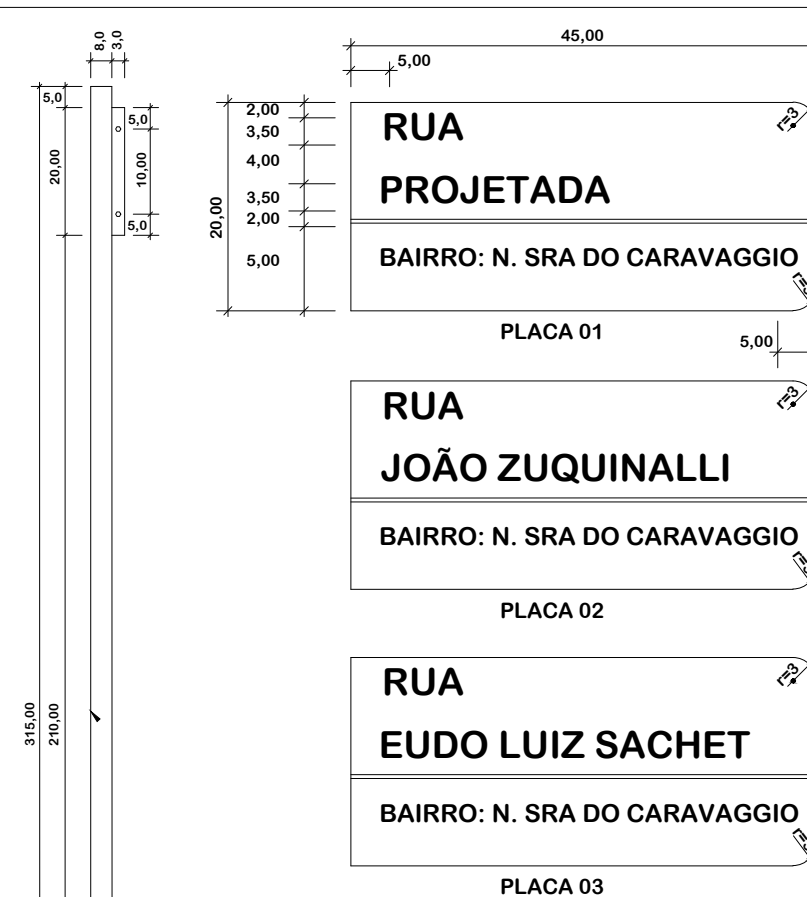 8,0
3,0
5,0
20,00
5,0
10,00
5,0
315,00
210,00
45,00
5,00
20,00
2,00
3,50
4,00
3,50
2,00
5,00
RUA
r=3
PROJETADA
BAIRRO: N. SRA DO CARAVAGGIO
PLACA 01
5,00
RUA
r=3
JOÃO ZUQUINALLI
BAIRRO: N. SRA DO CARAVAGGIO
PLACA 02
RUA
r=3
EUDO LUIZ SACHET
BAIRRO: N. SRA DO CARAVAGGIO
PLACA 03